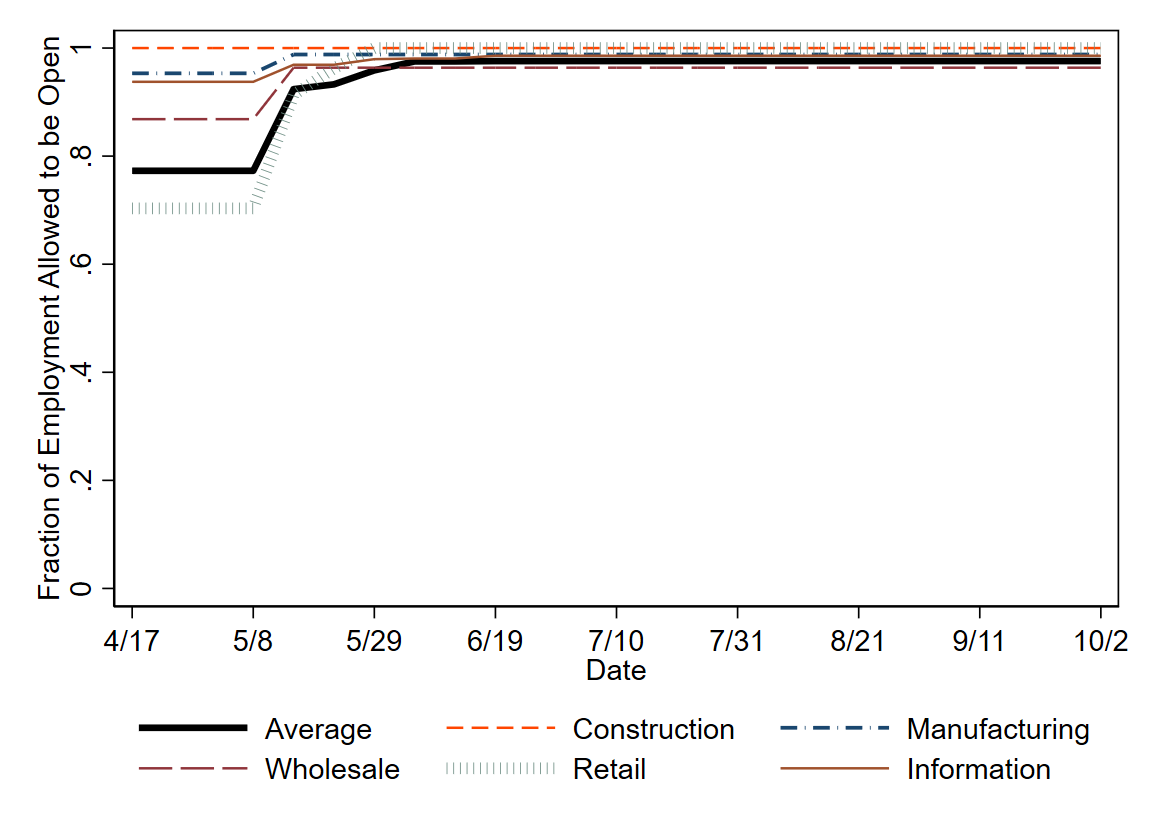 Fraction of Employment Allowed to be Open
1
.8
.6
.4
.2
0
4/17 5/8 5/29 6/19 7/10 7/31 8/21 9/11 10/2
Date
Average Construction Manufacturing
Wholesale Retail Information